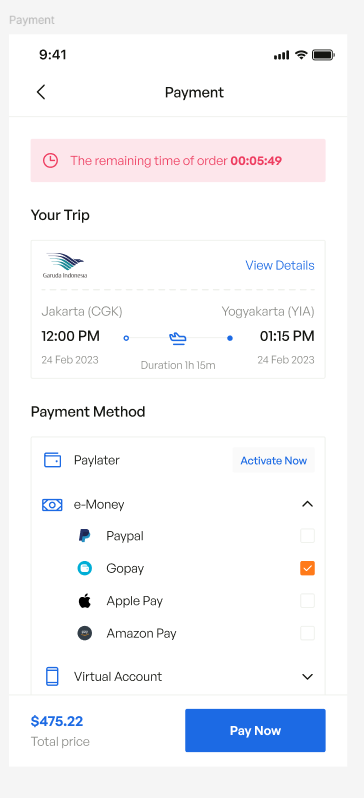 Payment
9:41
Payment
The remaining time of order 00:05:49
Your Trip
Garuda Indonesia
View Details
Jakarta (CGK)
Yogyakarta (YIA)
12:00 PM
01:15 PM
24 Feb 2023
Duration 1h 15m
24 Feb 2023
Payment Method
Paylater
Activate Now
e-Money
Paypal
Gopay
Apple Pay
Amazon Pay
Virtual Account
$475.22
Total price
Pay Now